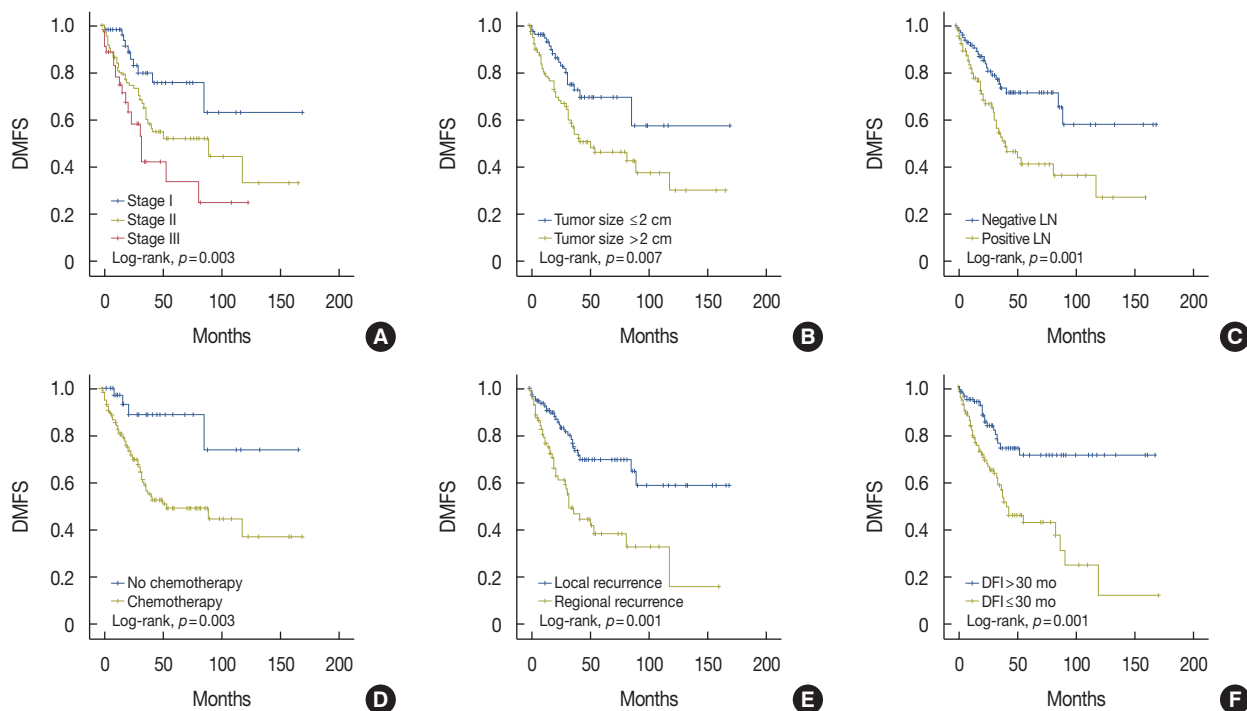 1.0
0.8
0.6
0.4
0.2
0
DMFS
Stage I
Stage II
Stage III
Log-rank, p=0.003
0 50 100 150 200
Months
A
1.0
0.8
0.6
0.4
0.2
0
DMFS
Tumor size ≤2 cm
Tumor size >2 cm
Log-rank, p=0.007
0 50 100 150 200
Months
B
1.0
0.8
0.6
0.4
0.2
0
DMFS
Negative LN
Positive LN
Log-rank, p=0.001
0 50 100 150 200
Months
C
1.0
0.8
0.6
0.4
0.2
0
DMFS
No chemotherapy
Chemotherapy
Log-rank, p=0.003
0 50 100 150 200
Months
D
1.0
0.8
0.6
0.4
0.2
0
DMFS
Local recurrence
Regional recurrence
Log-rank, p=0.001
0 50 100 150 200
Months
E
1.0
0.8
0.6
0.4
0.2
0
DMFS
DFI>30 mo
DFI≤30 mo
Log-rank, p=0.001
0 50 100 150 200
Months
F